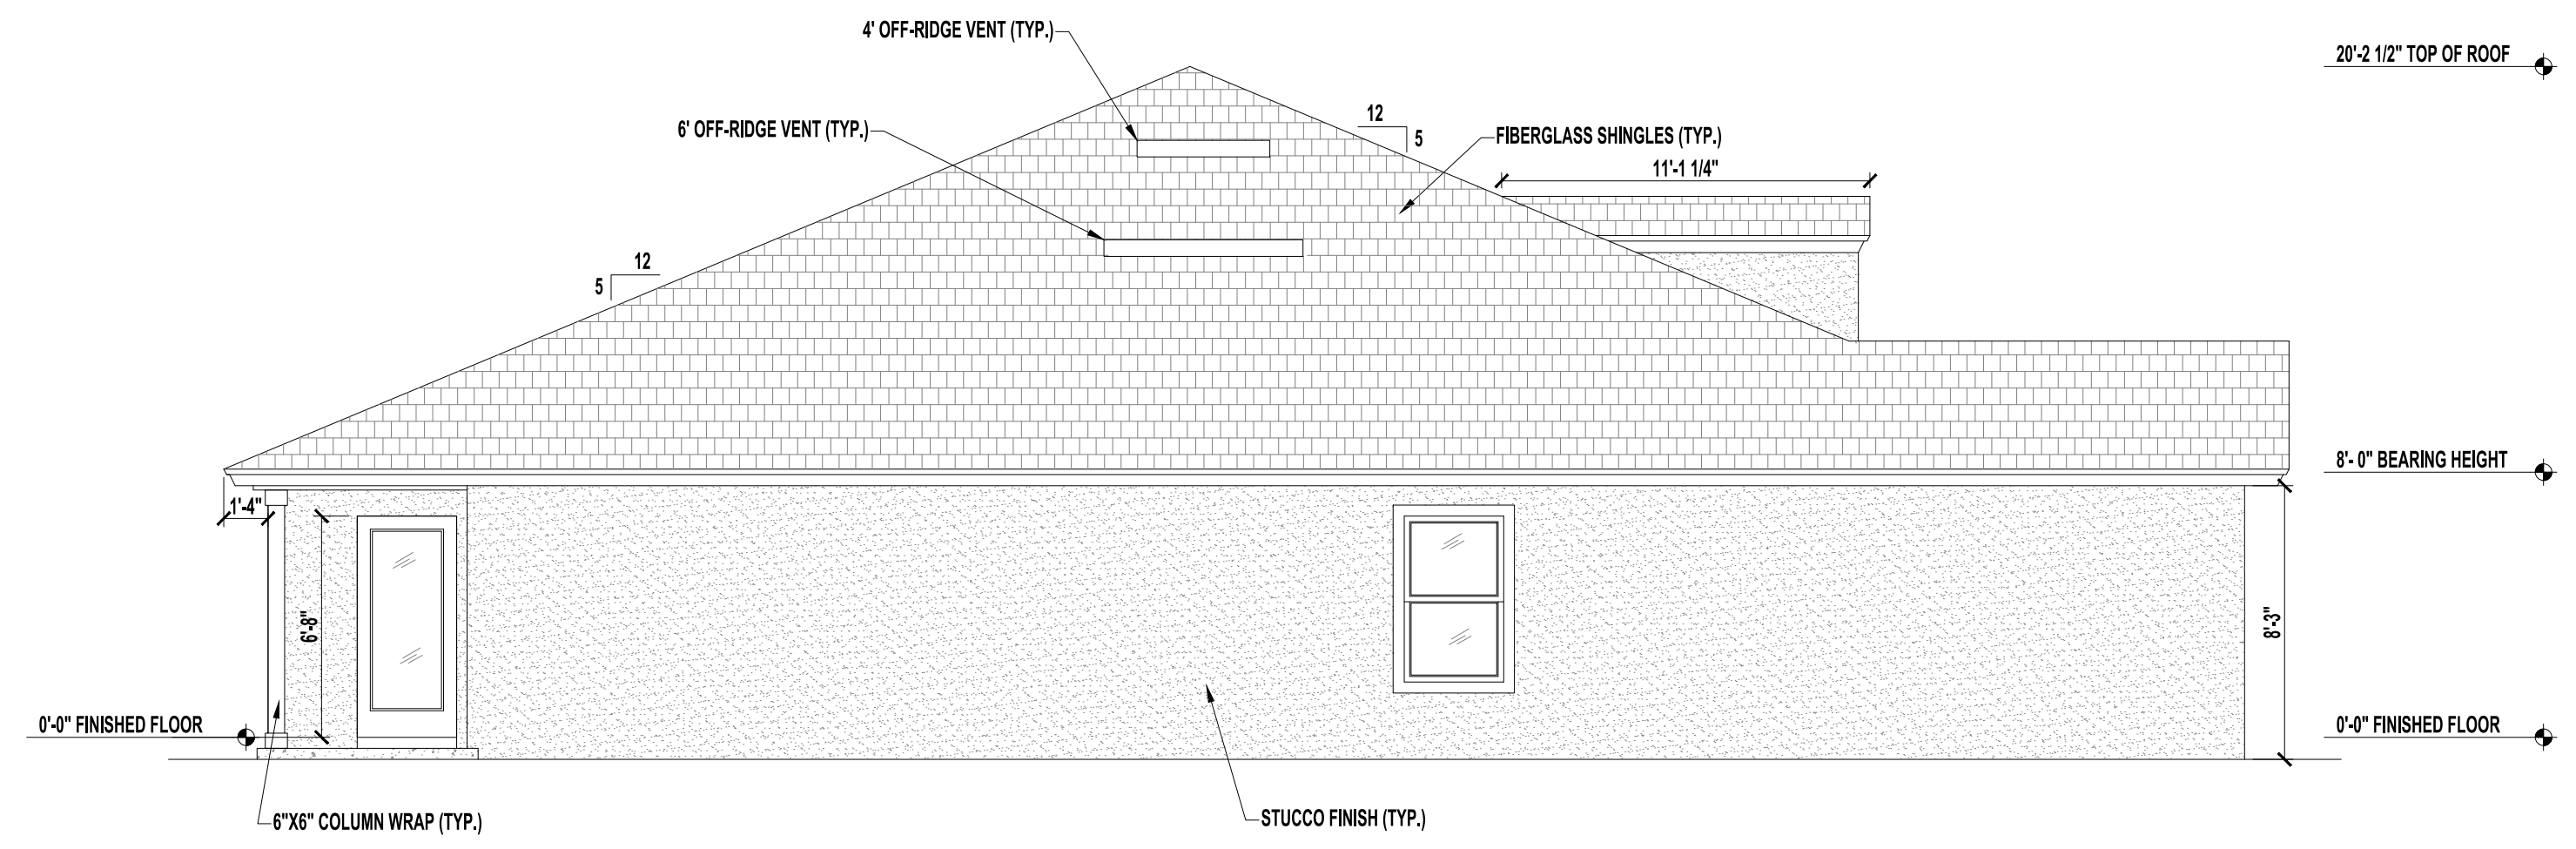 4' OFF-RIDGE VENT (TYP.)
20'-2 1/2" TOP OF ROOF
6' OFF-RIDGE VENT (TYP.)
12
5
FIBERGLASS SHINGLES (TYP.)
11'-1 1/4"
12
5
8'- 0" BEARING HEIGHT
1'-4"
6'-8"
8'-3"
0'-0" FINISHED FLOOR
0'-0" FINISHED FLOOR
6"X6" COLUMN WRAP (TYP.)
STUCCO FINISH (TYP.)